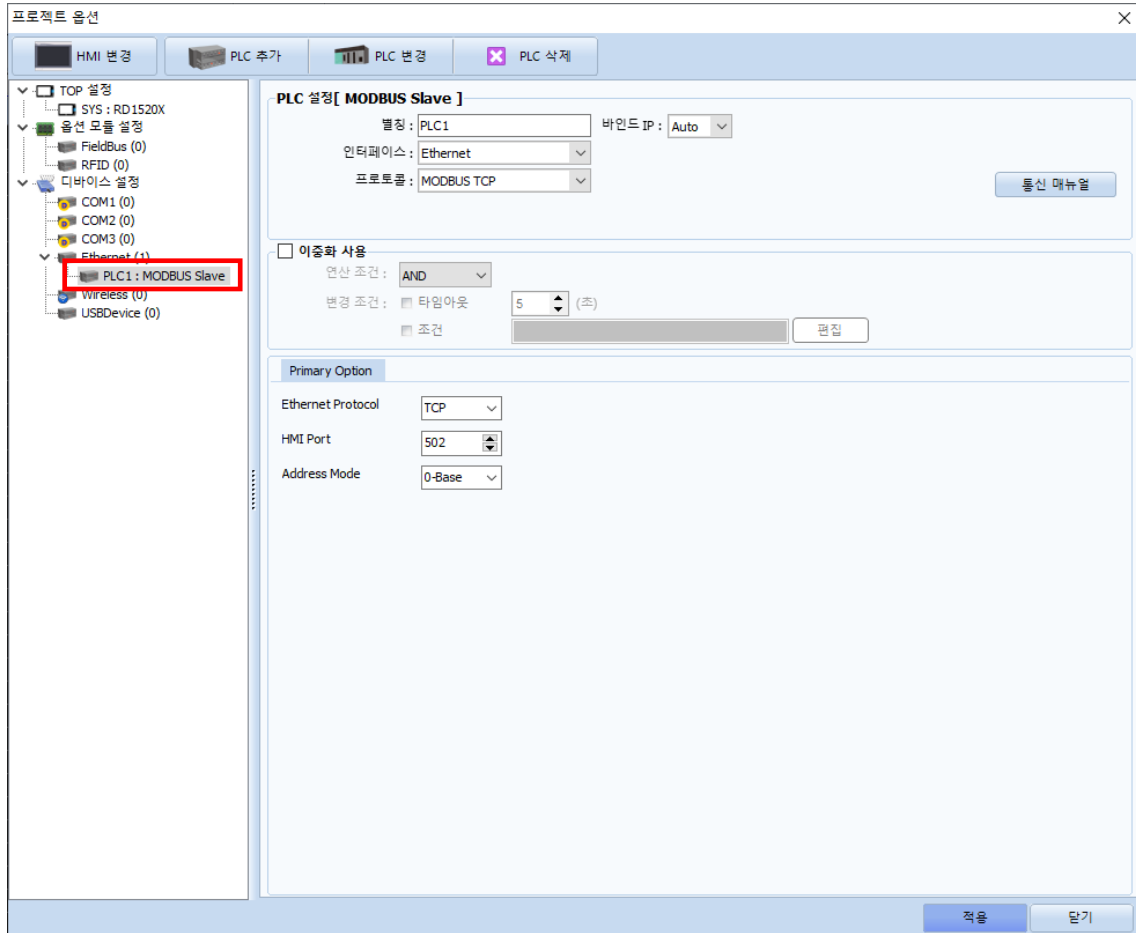 프로젝트 옵션
HMI 변경 PLC 추가 PLC 변경 PLC 삭제
TOP 설정
SYS : RD1520X
옵션 모듈 설정
FieldBus (0)
RFID (0)
디바이스 설정
COM1 (0)
COM2 (0)
COM3 (0)
Ethernet (1)
PLC1 : MODBUS Slave
Wireless (0)
USBDevice (0)
PLC 설정[ MODBUS Slave ]
별칭 : PLC1 바인드 IP : Auto
인터페이스 : Ethernet
프로토콜 : MODBUS TCP
통신 매뉴얼
이중화 사용
연산 조건 : AND
변경 조건 : 타임아웃 5 (초)
조건 편집
Primary Option
Ethernet Protocol TCP
HMI Port 502
Address Mode 0-Base
적용 닫기